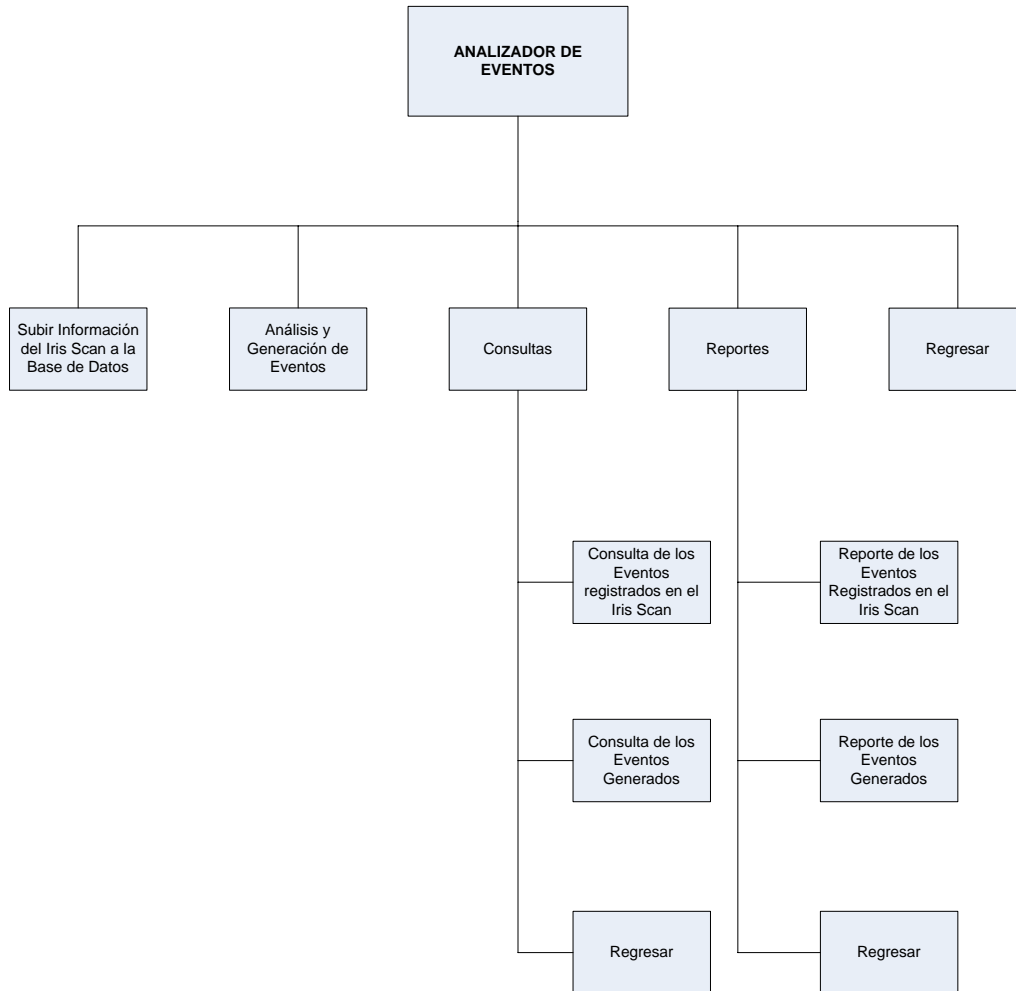 ANALIZADOR DE
EVENTOS
Subir Información
del Iris Scan a la
Base de Datos
Análisis y
Generación de
Eventos
Consultas
Reportes
Regresar
Consulta de los
Eventos
registrados en el
Iris Scan
Reporte de los
Eventos
Registrados en el
Iris Scan
Consulta de los
Eventos
Generados
Reporte de los
Eventos
Generados
Regresar
Regresar